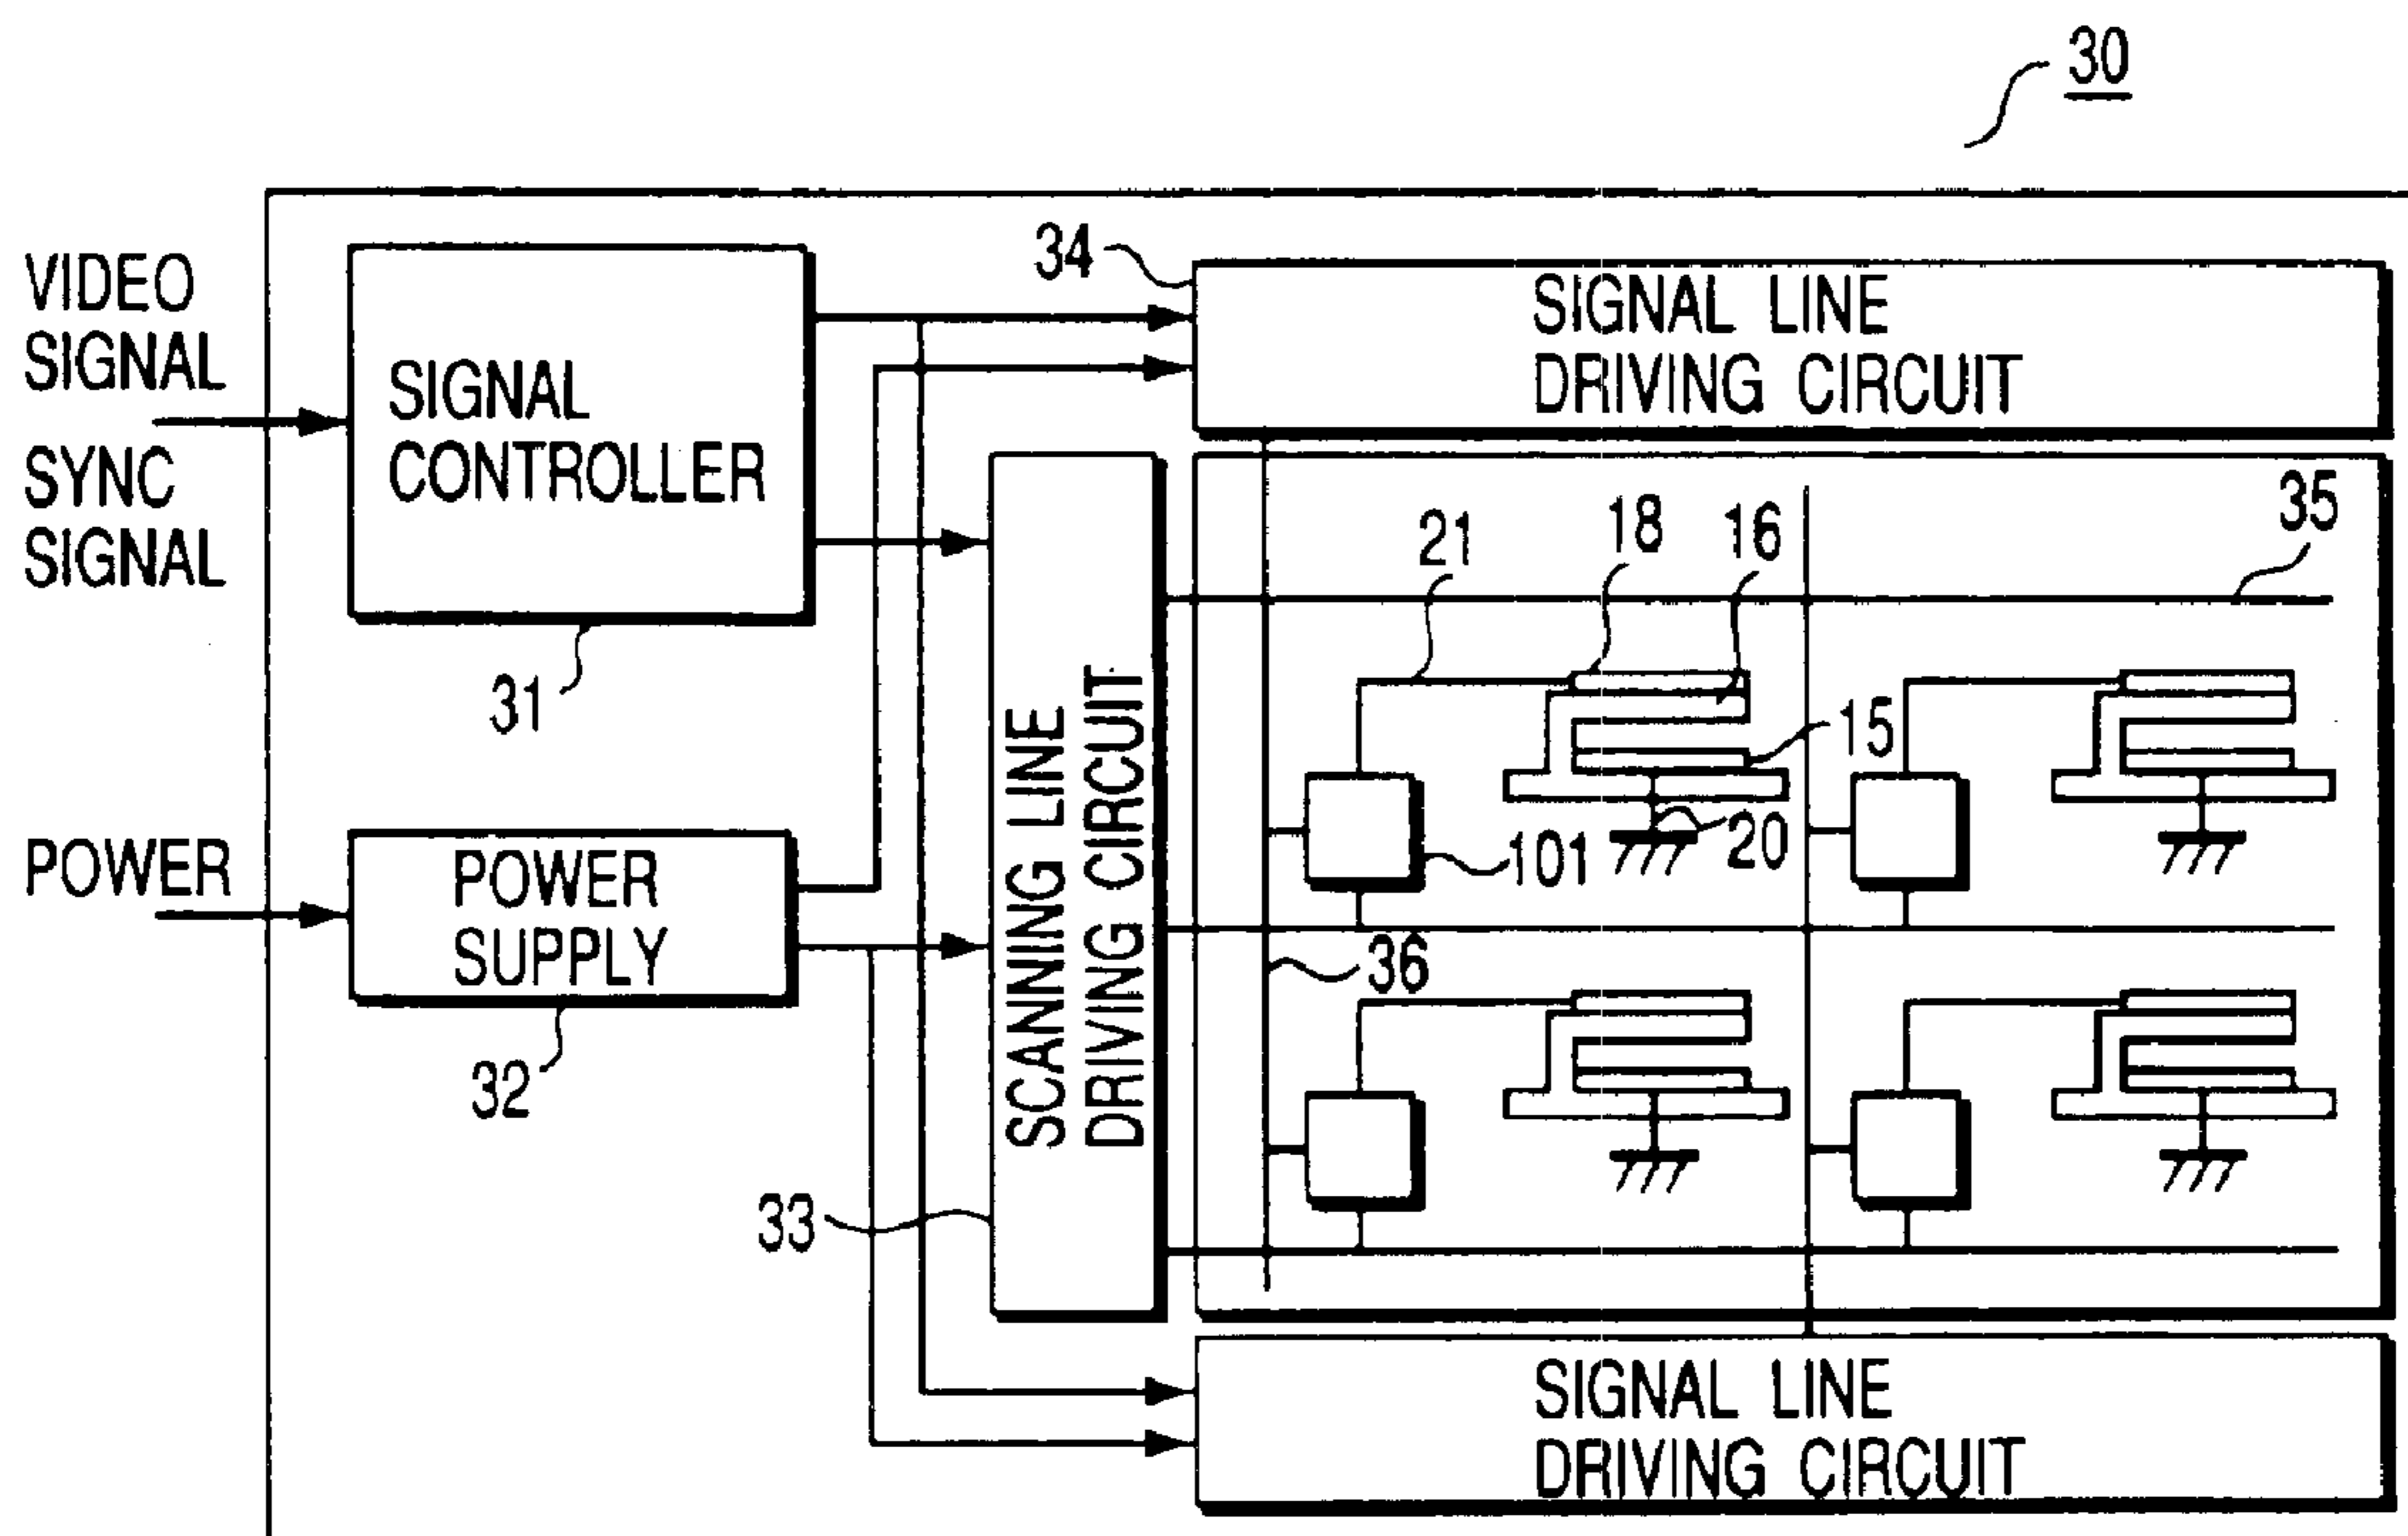 30
VIDEO
SIGNAL
SYNC
SIGNAL
SIGNAL
CONTROLLER
31
POWER
POWER
SUPPLY
32
SCANNING LINE
DRIVING CIRCUIT
33
34
SIGNAL LINE
DRIVING CIRCUIT
35
21
18
16
15
20
101
36
SIGNAL LINE
DRIVING CIRCUIT